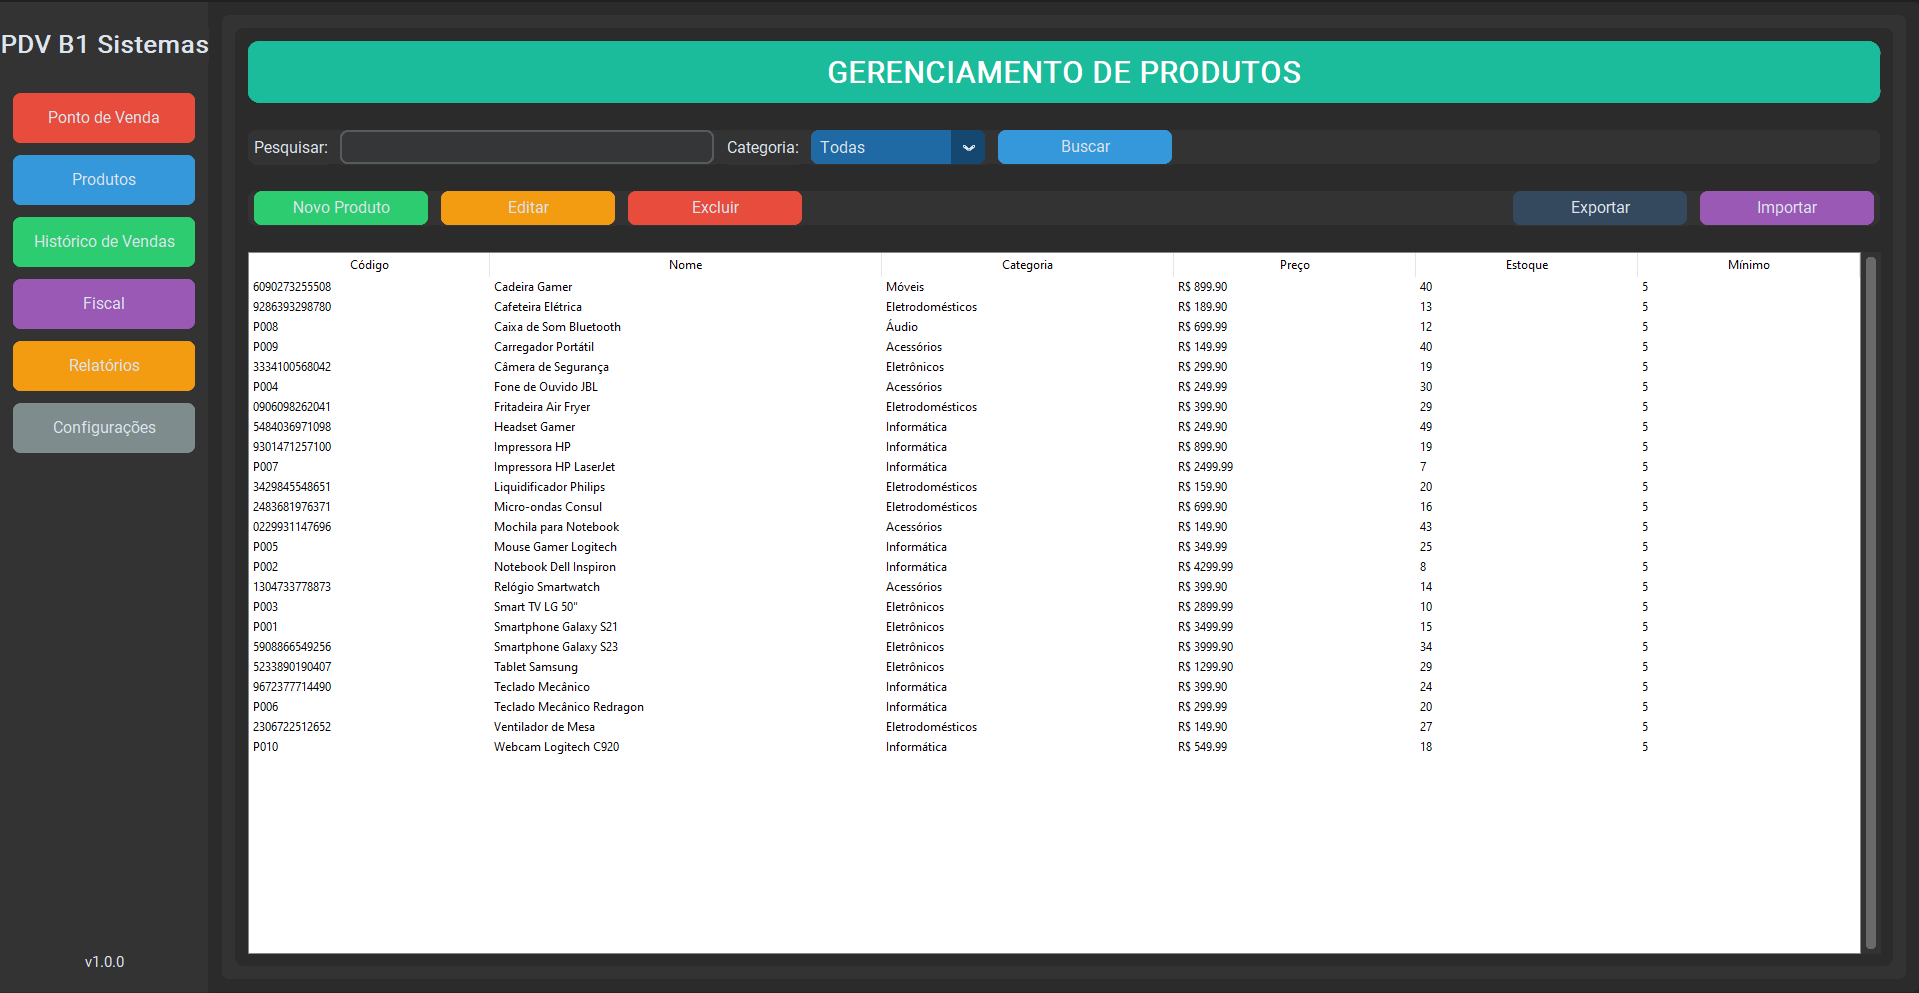 PDV B1 Sistemas
Ponto de Venda
Produtos
Histórico de Vendas
Fiscal
Relatórios
Configurações
v1.0.0
GERENCIAMENTO DE PRODUTOS
Pesquisar: Categoria: Todas Buscar
Novo Produto Editar Excluir Exportar Importar
Código Nome Categoria Preço Estoque Mínimo
6090273255508 Cadeira Gamer Móveis R$ 899.90 40 5
9286393298780 Cafeteira Elétrica Eletrodomésticos R$ 189.90 13 5
P008 Caixa de Som Bluetooth Áudio R$ 699.99 12 5
P009 Carregador Portátil Acessórios R$ 149.99 40 5
3334100568042 Câmera de Segurança Eletrônicos R$ 299.90 19 5
P004 Fone de Ouvido JBL Acessórios R$ 249.99 30 5
0906098262041 Fritadeira Air Fryer Eletrodomésticos R$ 399.90 29 5
5484036971098 Headset Gamer Informática R$ 249.90 49 5
9301471257100 Impressora HP Informática R$ 899.90 19 5
P007 Impressora HP LaserJet Informática R$ 2499.99 7 5
3429845548651 Liquidificador Philips Eletrodomésticos R$ 159.90 20 5
2483681976371 Micro-ondas Consul Eletrodomésticos R$ 699.90 16 5
0229931147696 Mochila para Notebook Acessórios R$ 149.90 43 5
P005 Mouse Gamer Logitech Informática R$ 349.99 25 5
P002 Notebook Dell Inspiron Informática R$ 4299.99 8 5
1304733778873 Relógio Smartwatch Acessórios R$ 399.90 14 5
P003 Smart TV LG 50" Eletrônicos R$ 2899.99 10 5
P001 Smartphone Galaxy S21 Eletrônicos R$ 3499.99 15 5
5908866549256 Smartphone Galaxy S23 Eletrônicos R$ 3999.90 34 5
5233890190407 Tablet Samsung Eletrônicos R$ 1299.90 29 5
9672377714490 Teclado Mecânico Informática R$ 399.90 24 5
P006 Teclado Mecânico Redragon Informática R$ 299.99 20 5
2306722512652 Ventilador de Mesa Eletrodomésticos R$ 149.90 27 5
P010 Webcam Logitech C920 Informática R$ 549.99 18 5